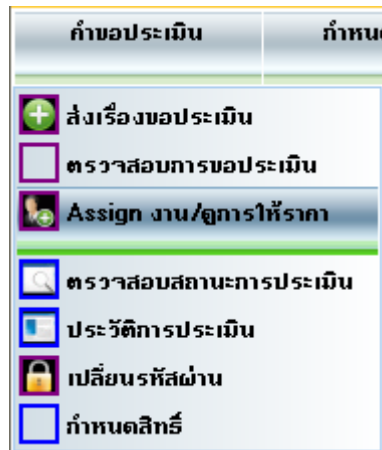 คำขอประเมิน กำหน
ส่งเรื่องขอประเมิน
ตรวจสอบการขอประเมิน
Assign งาน/ดูการให้ราคา
ตรวจสอบสถานะการประเมิน
ประวัติการประเมิน
เปลี่ยนรหัสผ่าน
กำหนดสิทธิ์